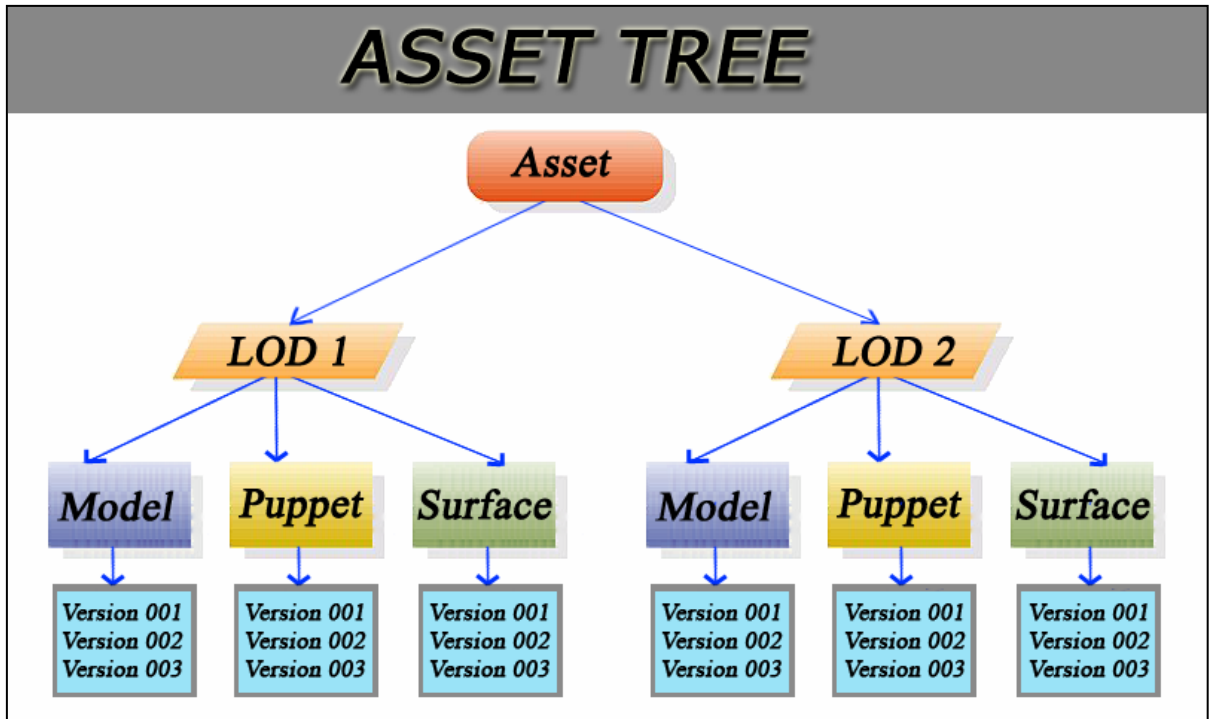 ASSET TREE
Asset
LOD 1
LOD 2
Model
Puppet
Surface
Model
Puppet
Surface
Version 001
Version 002
Version 003
Version 001
Version 002
Version 003
Version 001
Version 002
Version 003
Version 001
Version 002
Version 003
Version 001
Version 002
Version 003
Version 001
Version 002
Version 003